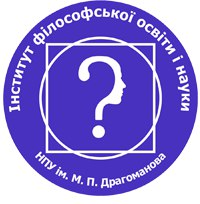 Інститут філософської освіти і науки
?
НПУ ім. М. П. Драгоманова